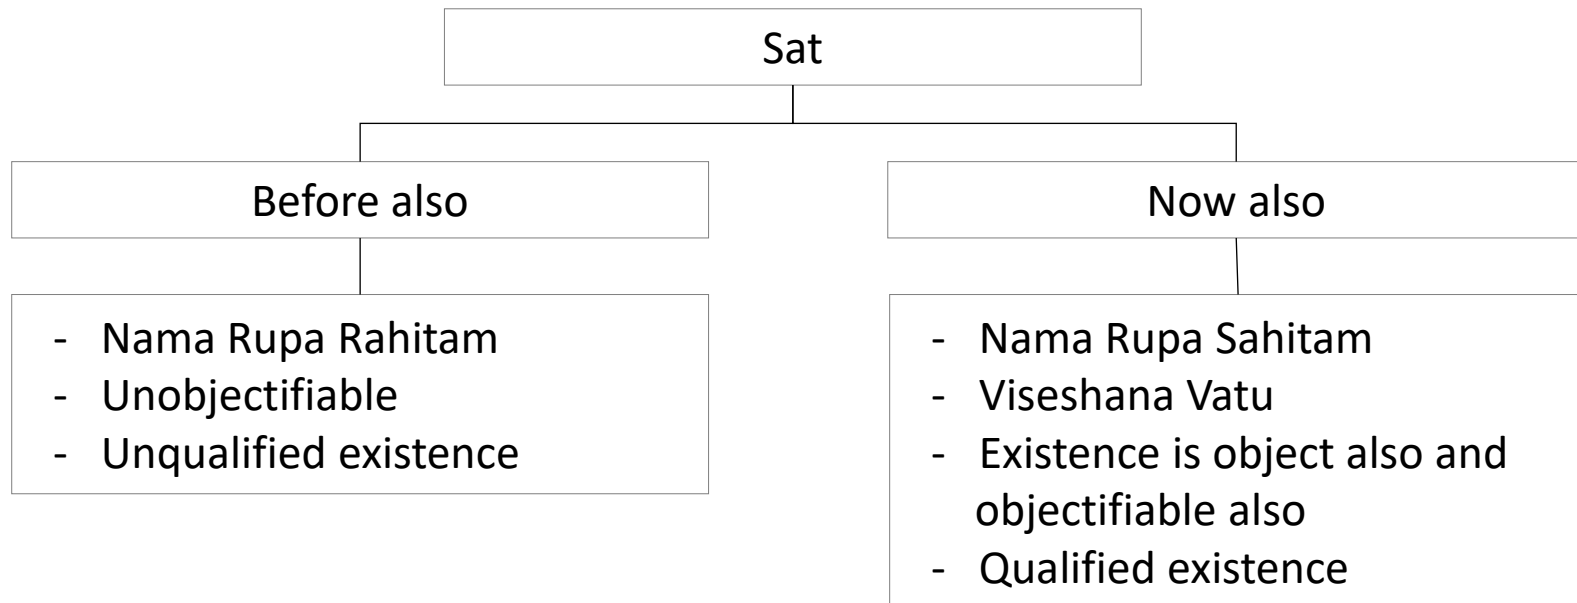 Sat
Before also
Now also
- Nama Rupa Rahitam
- Unobjectifiable
- Unqualified existence
- Nama Rupa Sahitam
- Viseshana Vatu
- Existence is object also and
objectifiable also
- Qualified existence